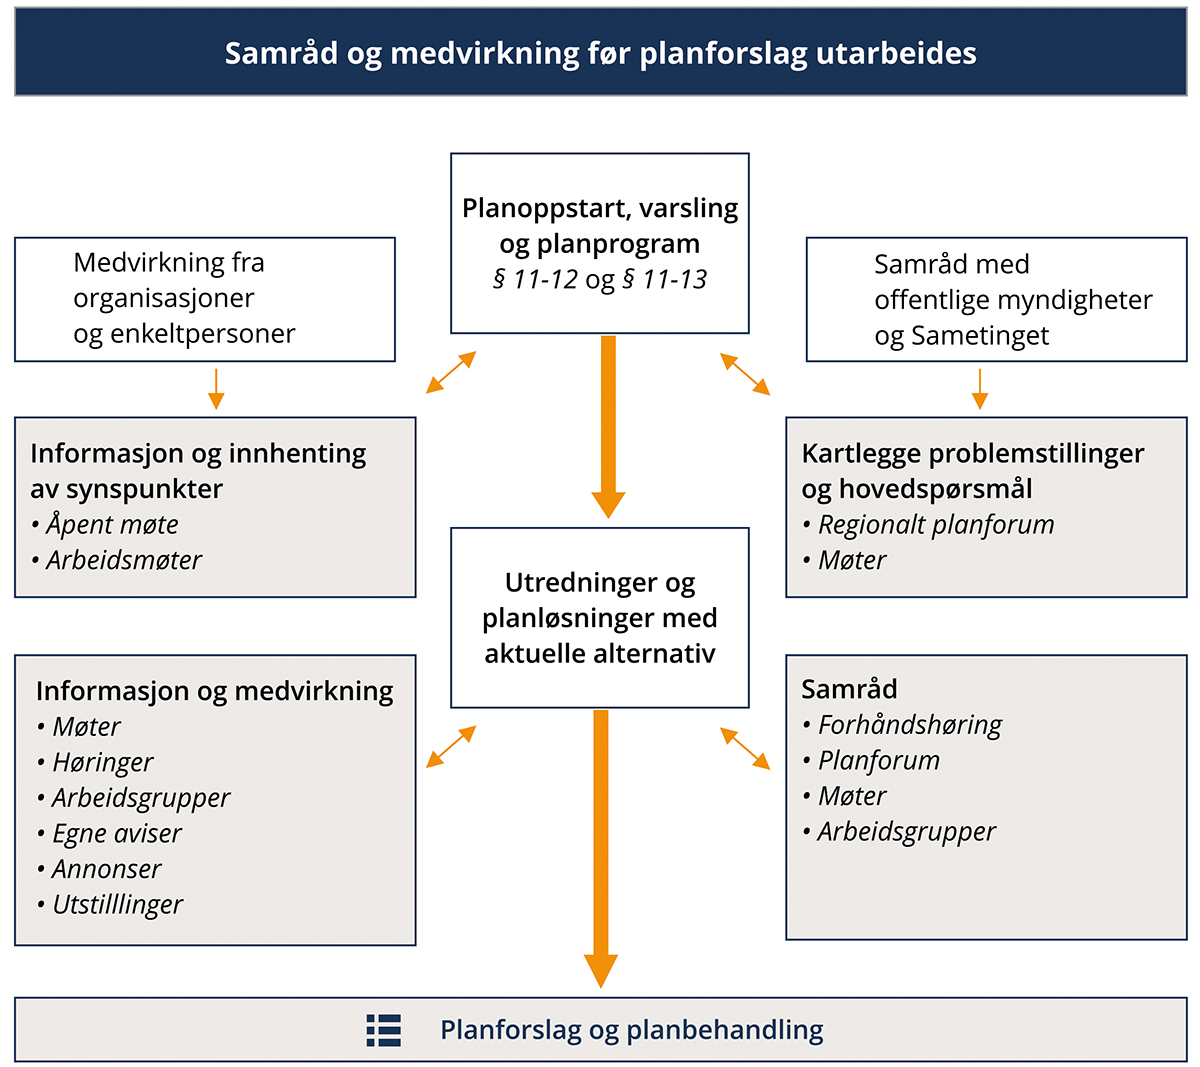 Samråd og medvirkning før planforslag utarbeides
Planoppstart, varsling
og planprogram
§ 11-12 og § 11-13
Medvirkning fra
organisasjoner
og enkeltpersoner
Samråd med
offentlige myndigheter
og Sametinget
Informasjon og innhenting
av synspunkter
• Åpent møte
• Arbeidsmøter
Kartlegge problemstillinger
og hovedspørsmål
• Regionalt planforum
• Møter
Utredninger og
planløsninger med
aktuelle alternativ
Informasjon og medvirkning
• Møter
• Høringer
• Arbeidsgrupper
• Egne aviser
• Annonser
• Utstilllinger
Samråd
• Forhåndshøring
• Planforum
• Møter
• Arbeidsgrupper
Planforslag og planbehandling